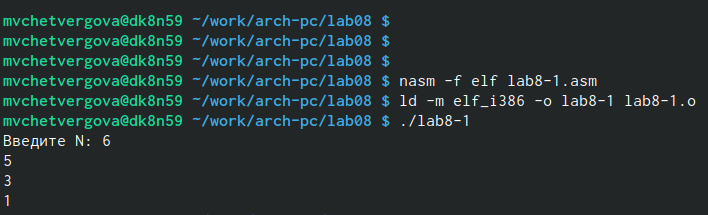 mvchetvergova@dk8n59 ~/work/arch-pc/lab08 $
mvchetvergova@dk8n59 ~/work/arch-pc/lab08 $
mvchetvergova@dk8n59 ~/work/arch-pc/lab08 $
mvchetvergova@dk8n59 ~/work/arch-pc/lab08 $ nasm -f elf lab8-1.asm
mvchetvergova@dk8n59 ~/work/arch-pc/lab08 $ ld -m elf_i386 -o lab8-1 lab8-1.o
mvchetvergova@dk8n59 ~/work/arch-pc/lab08 $ ./lab8-1
Введите N: 6
5
3
1